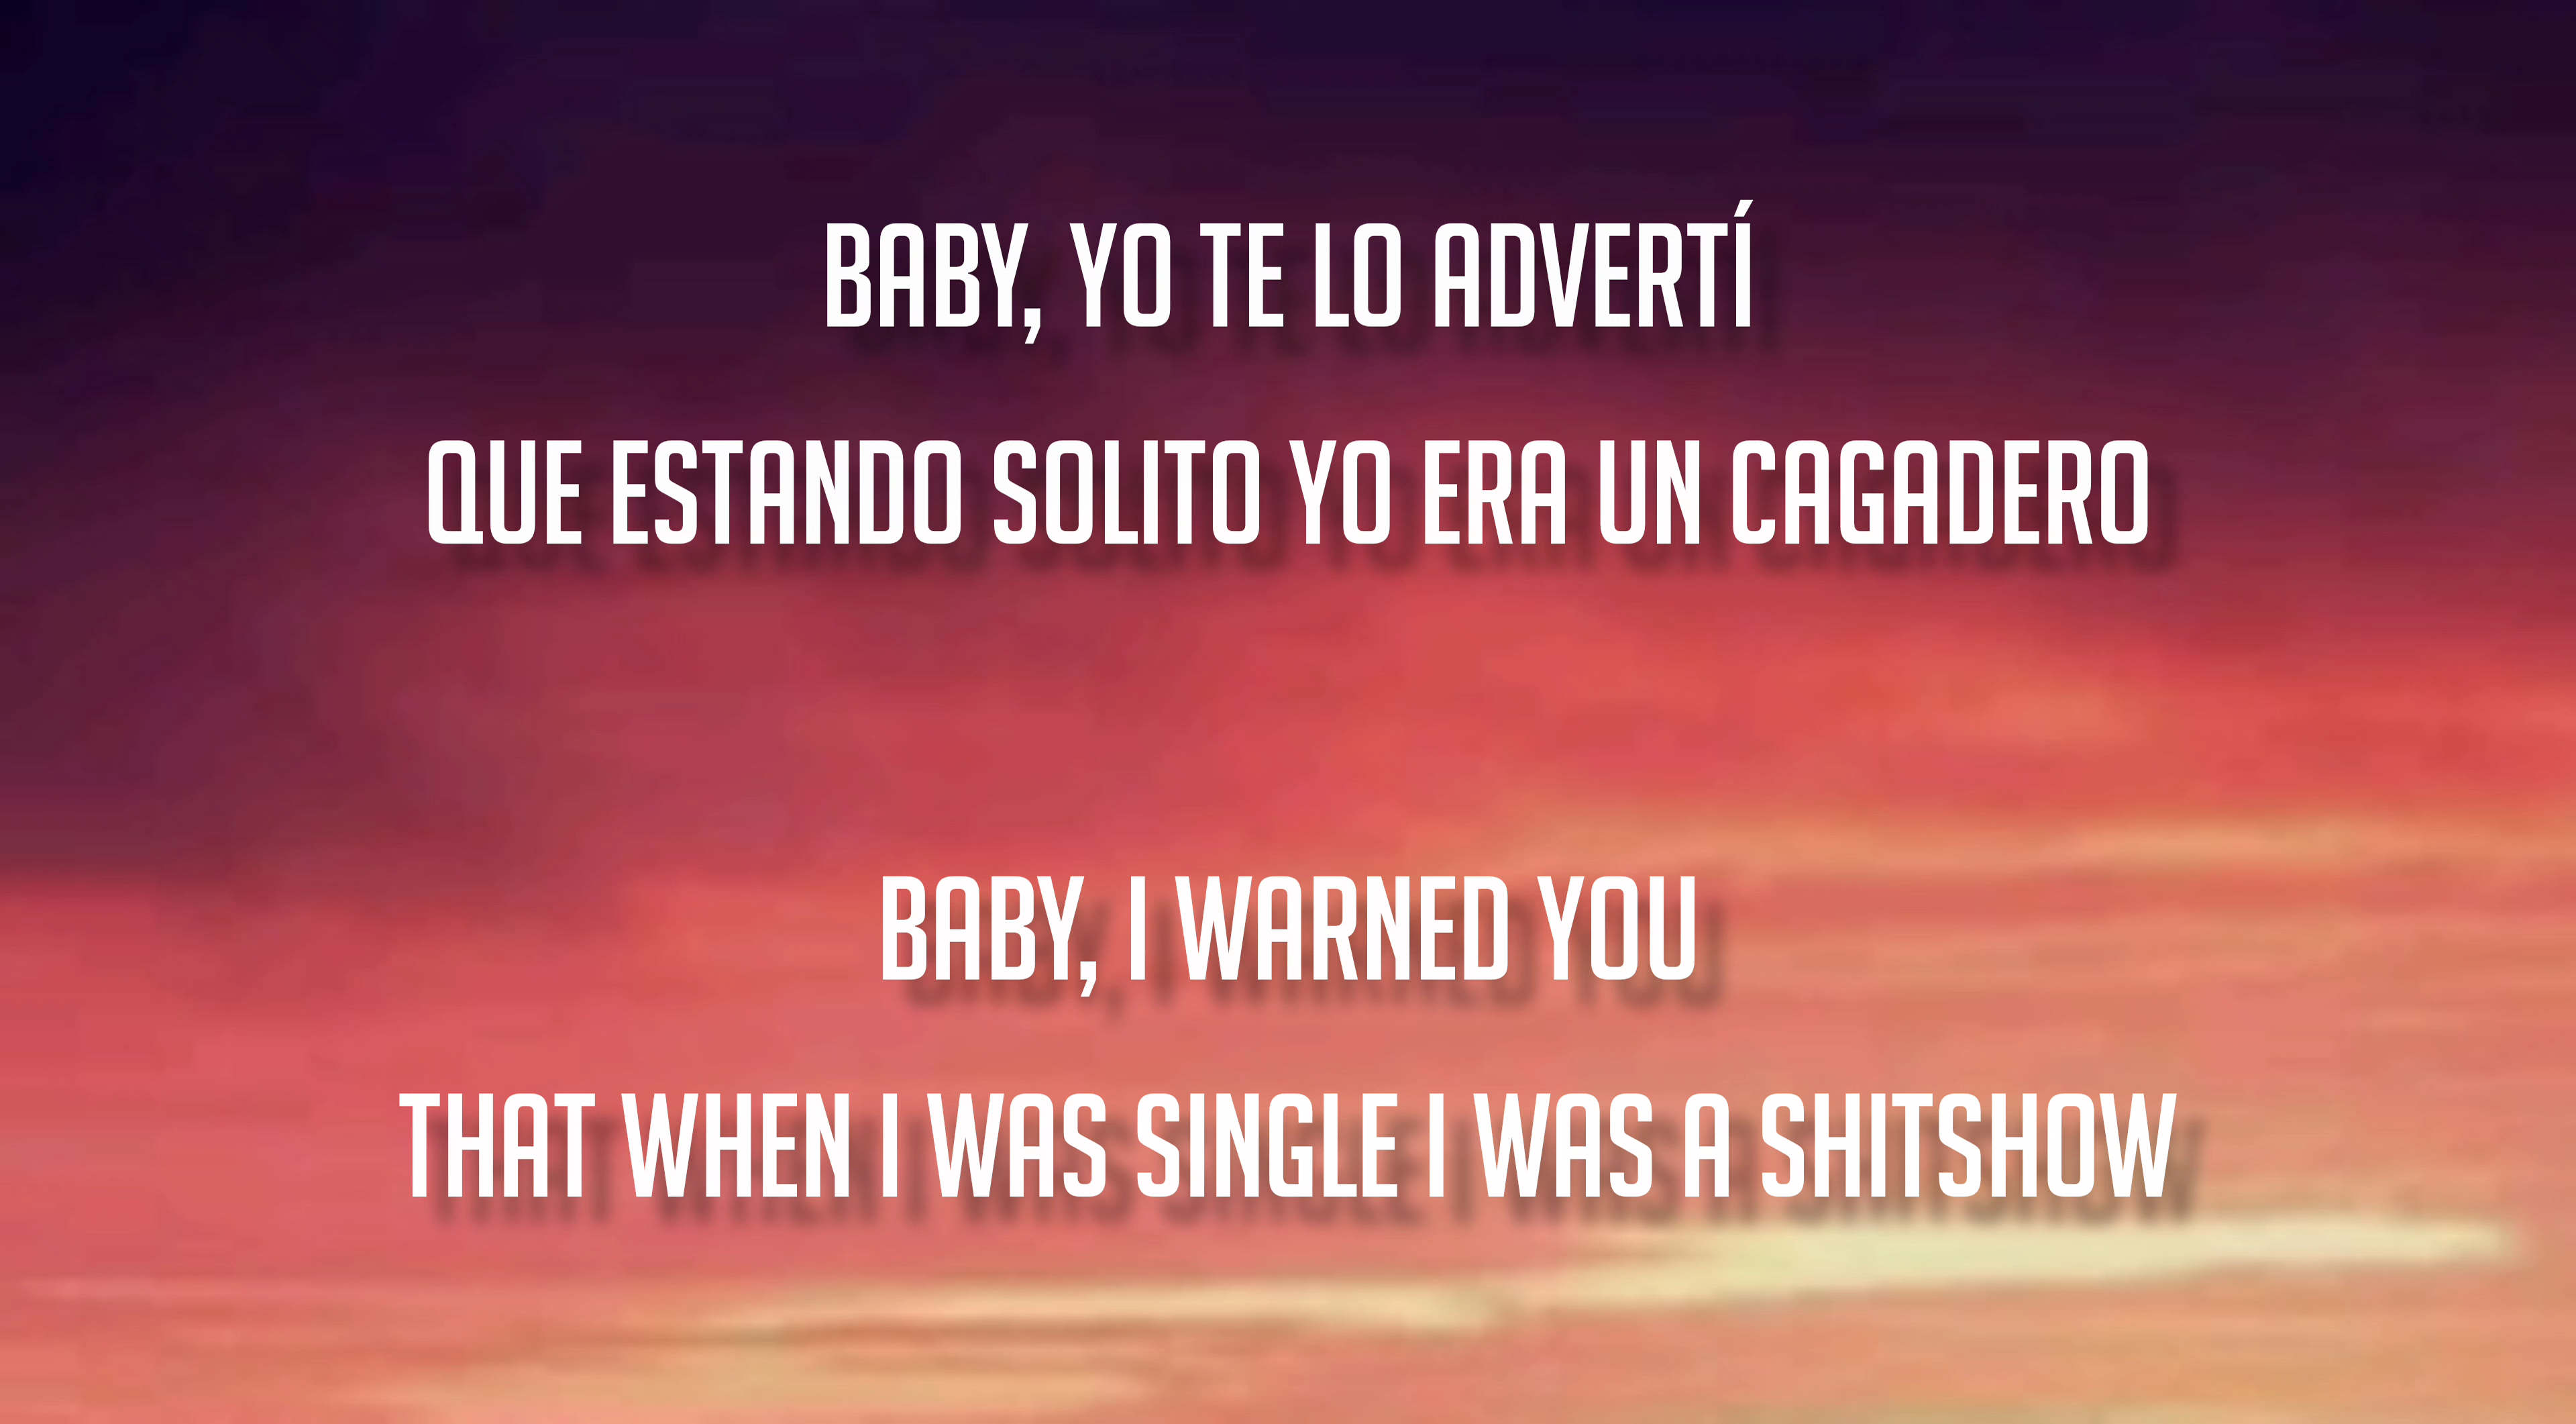 BABY, YO TE LO ADVERTÍ
QUE ESTANDO SOLITO YO ERA UN CAGADERO
BABY, I WARNED YOU
THAT WHEN I WAS SINGLE I WAS A SHITSHOW